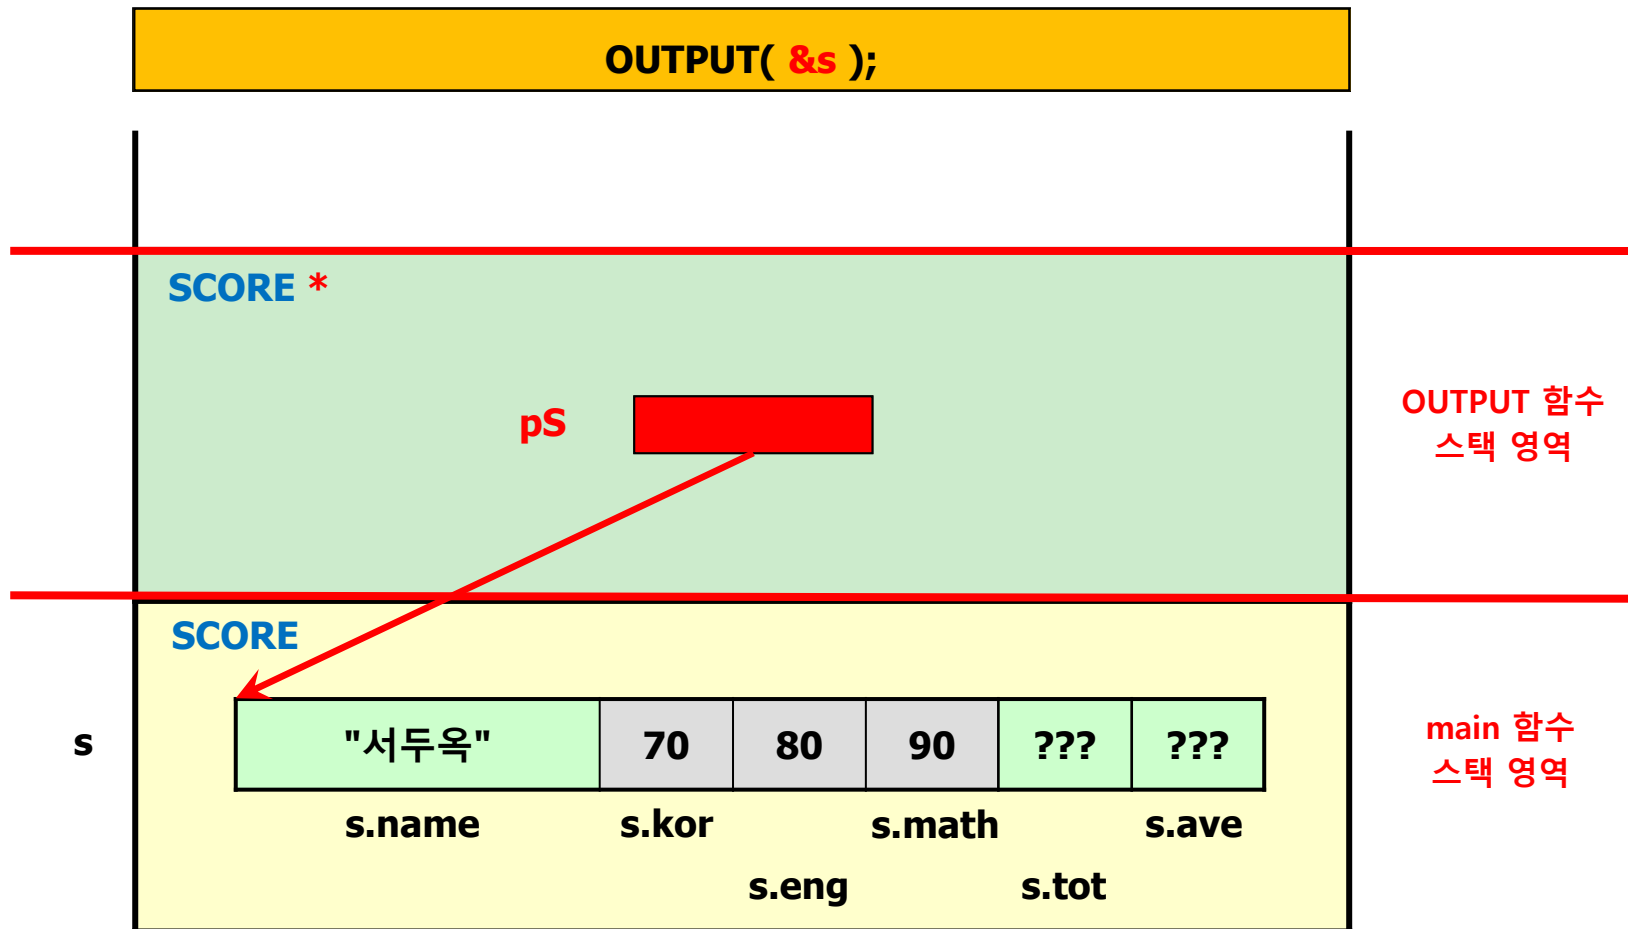 OUTPUT( &s );
SCORE *
pS
OUTPUT 함수
스택 영역
SCORE
s
"서두옥"
70
80
90
???
???
main 함수
스택 영역
s.name
s.kor
s.math
s.ave
s.eng
s.tot